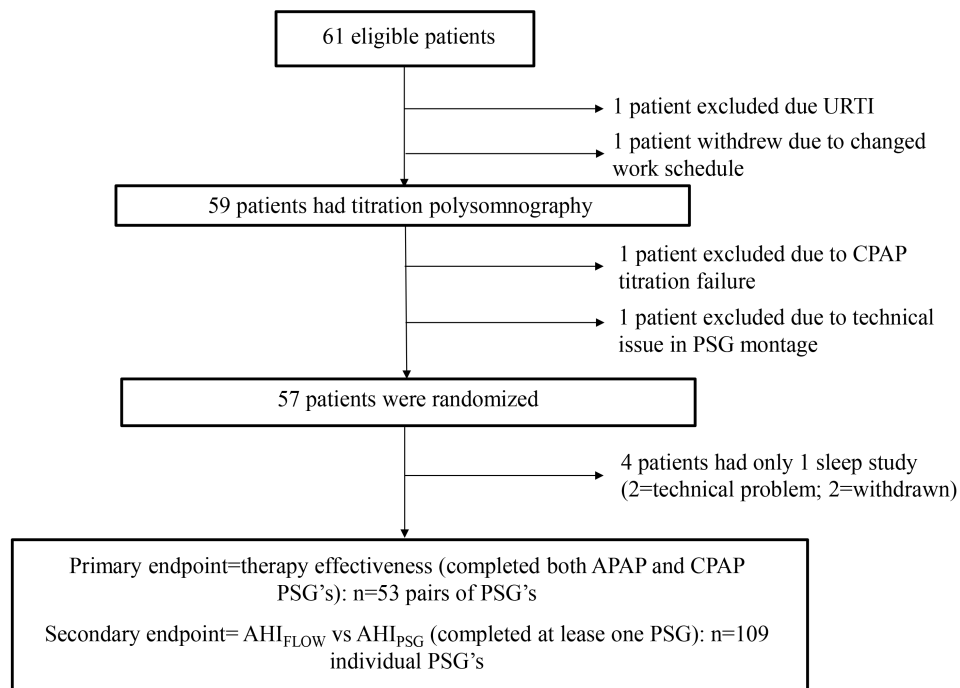 61 eligible patients
1 patient excluded due URTI
1 patient withdrew due to changed
work schedule
59 patients had titration polysomnography
1 patient excluded due to CPAP
titration failure
1 patient excluded due to technical
issue in PSG montage
57 patients were randomized
4 patients had only 1 sleep study
(2=technical problem; 2=withdrawn)
Primary endpoint=therapy effectiveness (completed both APAP and CPAP
PSG's): n=53 pairs of PSG's
Secondary endpoint= AHIFLOW vs AHIPSG (completed at lease one PSG): n=109
individual PSG's